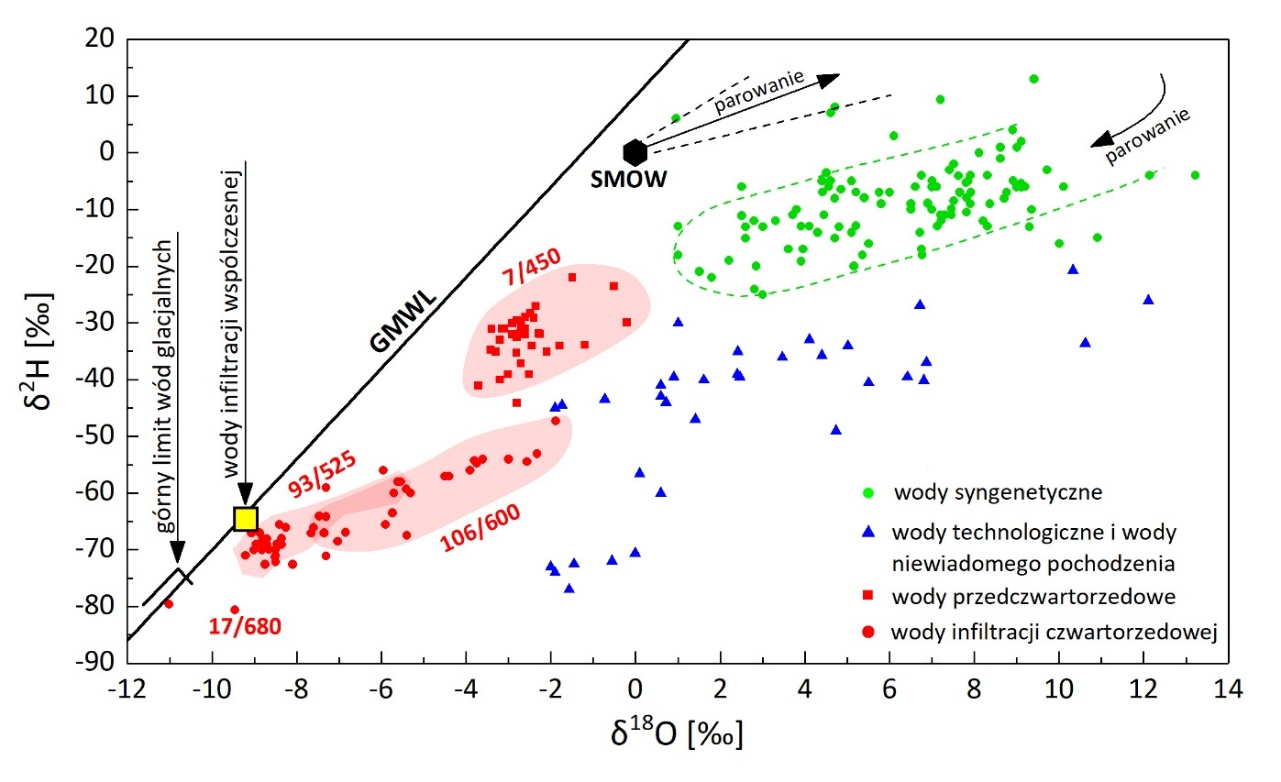 20
10
0
-10
-20
-30
-40
-50
-60
-70
-80
-90
-12
-10
-8
-6
-4
-2
0
2
4
6
8
10
12
14
δ2H [‰]
δ18O [‰]
górny limit wód glacjalnych
wody infiltracji współczesnej
GMWL
SMOW
parowanie
parowanie
7/450
93/525
106/600
17/680
wody syngenetyczne
wody technologiczne i wody
niewiadomego pochodzenia
wody przedczwartorzedowe
wody infiltracji czwartorzedowej